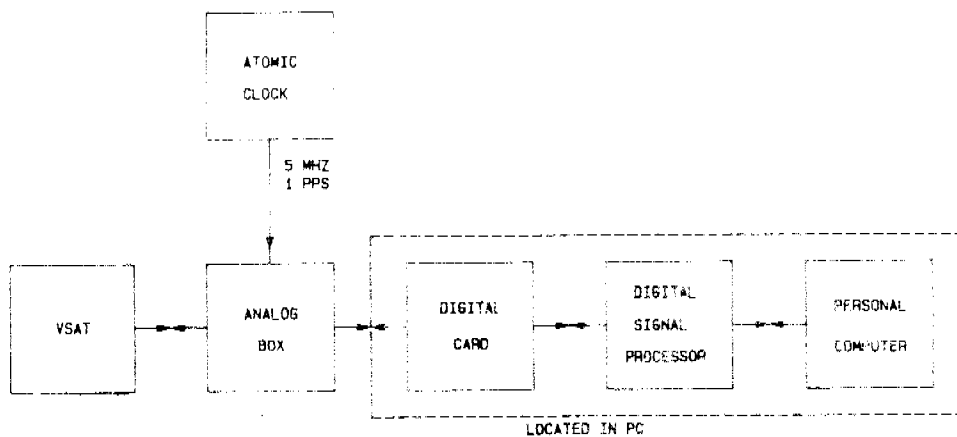 ATOMIC
CLOCK
5 MHZ
1 PPS
VSAT
ANALOG
BOX
DIGITAL
CARD
DIGITAL
SIGNAL
PROCESSOR
PERSONAL
COMPUTER
LOCATED IN PC